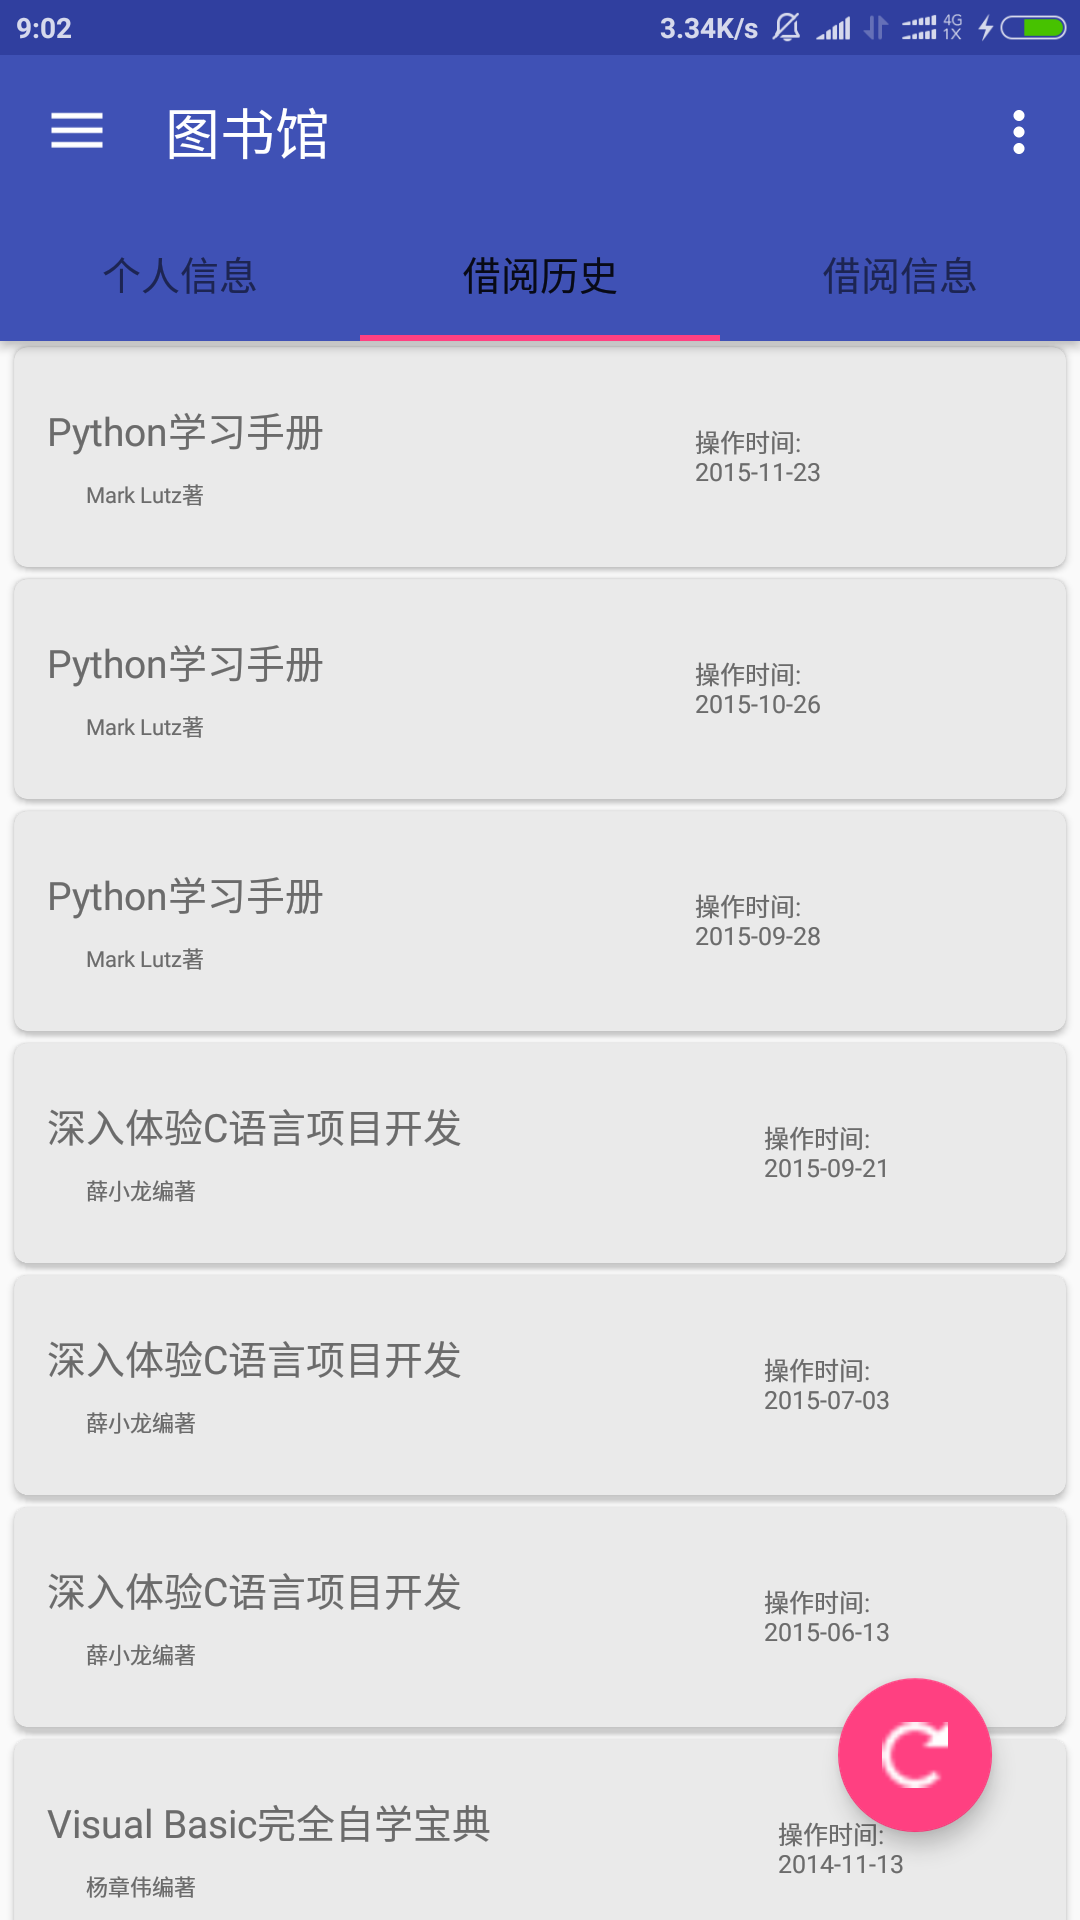 9:02
3.34K/s
4G
1X
图书馆
个人信息
借阅历史
借阅信息
Python学习手册
Mark Lutz著
操作时间:
2015-11-23
Python学习手册
Mark Lutz著
操作时间:
2015-10-26
Python学习手册
Mark Lutz著
操作时间:
2015-09-28
深入体验C语言项目开发
薛小龙编著
操作时间:
2015-09-21
深入体验C语言项目开发
薛小龙编著
操作时间:
2015-07-03
深入体验C语言项目开发
薛小龙编著
操作时间:
2015-06-13
Visual Basic完全自学宝典
杨章伟编著
操作时间:
2014-11-13